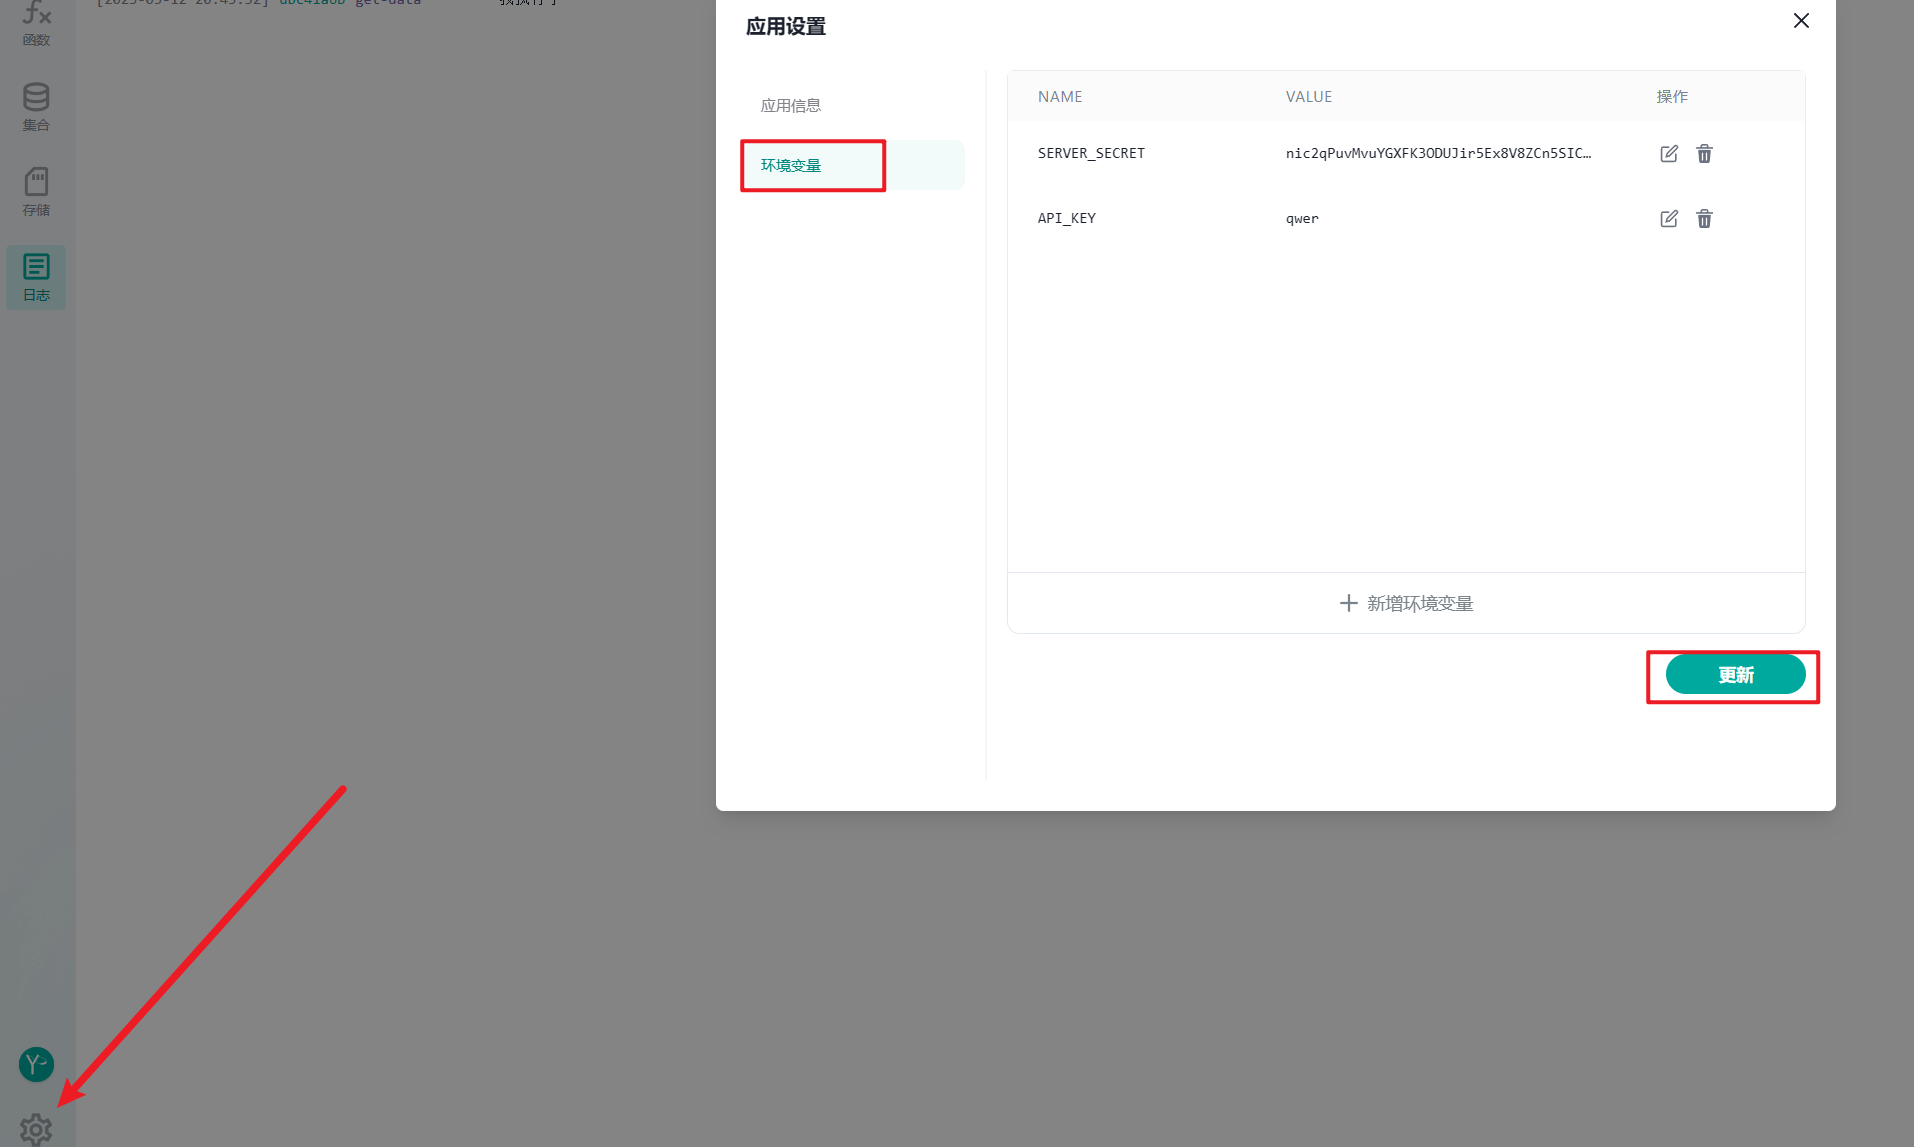 函数
集合
存储
日志
应用设置
应用信息
环境变量
NAME VALUE 操作
SERVER_SECRET nic2qPuvMvuYGXFK3ODUJir5Ex8V8ZCn5SIC…
API_KEY qwer
新增环境变量
更新